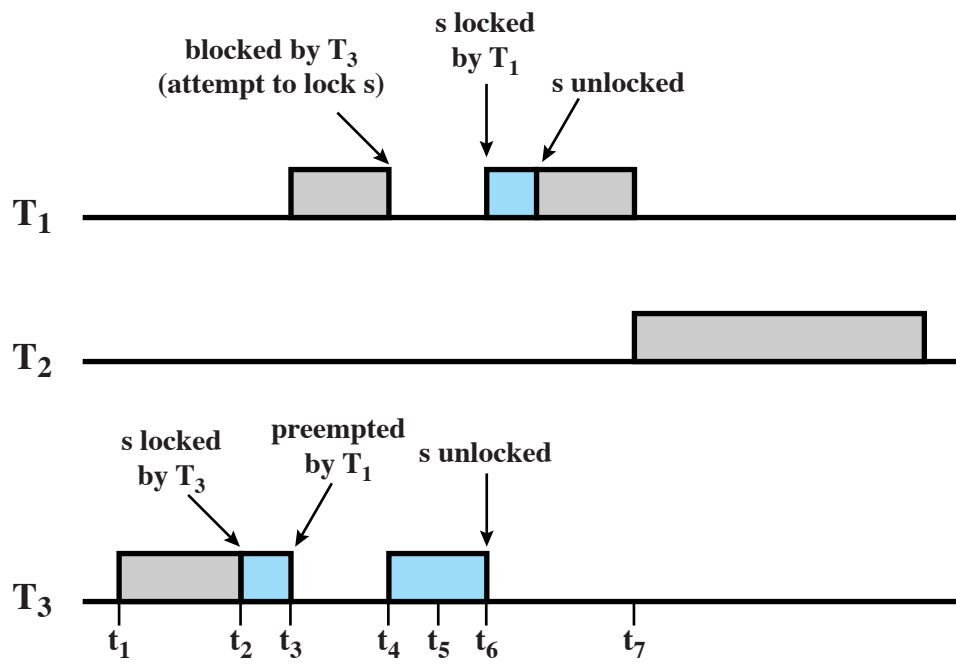 s locked
by T1
blocked by T3
(attempt to lock s)
s unlocked
T1
T2
s locked
by T3
preempted
by T1
s unlocked
T3
t1 t2 t3 t4 t5 t6 t7